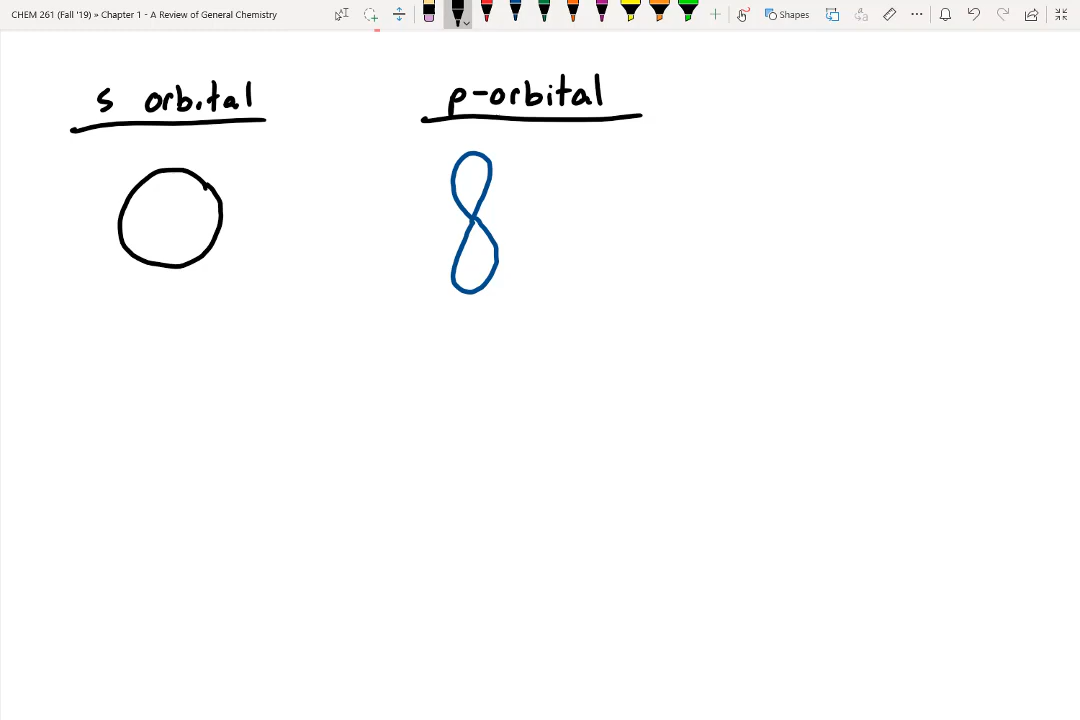 CHEM 261 (Fall '19) » Chapter 1 - A Review of General Chemistry
Shapes
s orbital
p-orbital